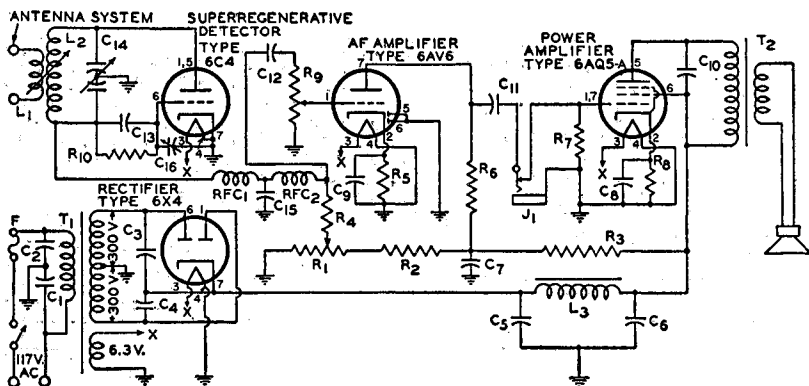 ANTENNA SYSTEM
SUPERREGENERATIVE
DETECTOR
TYPE
6C4
AF AMPLIFIER
TYPE 6AV6
POWER
AMPLIFIER
TYPE 6AQ5-A
L2
C14
1,5
6
L1
C13
R10
C16
3
4
7
X
C12
R9
7
1
5
6
3
4
2
X
C9
R5
C11
R6
J1
1,7
5
6
R7
3
4
2
X
C8
R8
C10
T2
RFC1
RFC2
C15
R4
R1
R2
C7
R3
RECTIFIER
TYPE 6X4
F
T1
C2
C1
300 V
300 V
C3
C4
6
1
3
4
7
X
X
6.3 V.
117V.
AC
C5
L3
C6